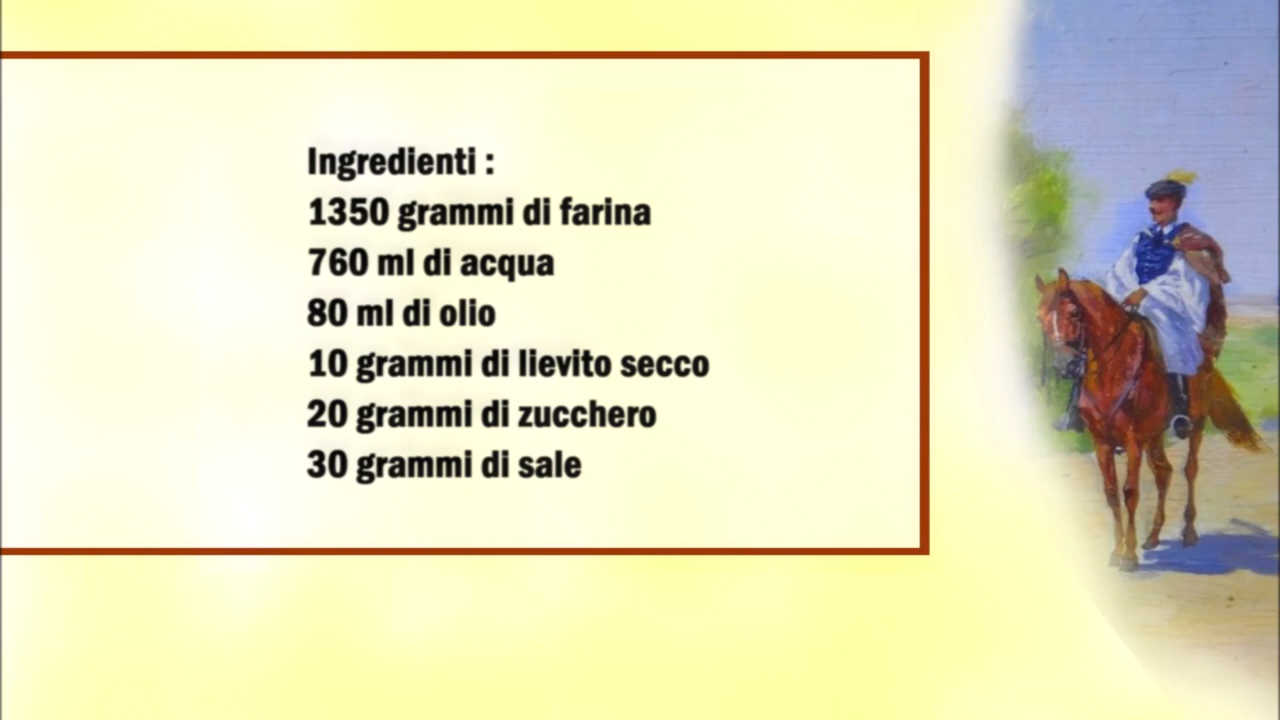 Ingredienti :
1350 grammi di farina
760 ml di acqua
80 ml di olio
10 grammi di lievito secco
20 grammi di zucchero
30 grammi di sale